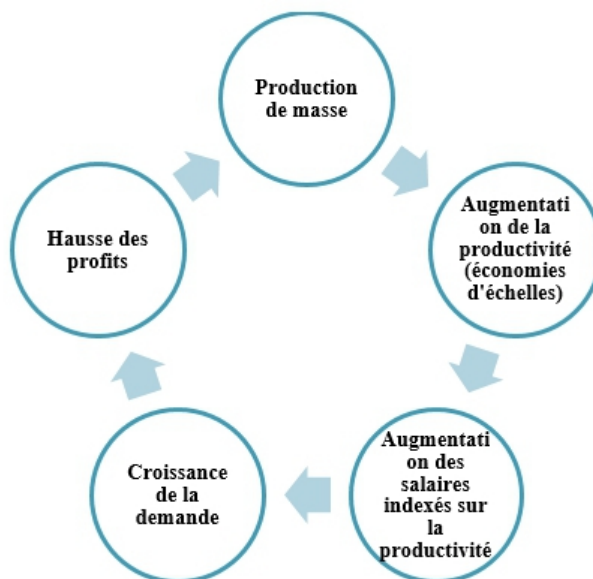 Production
de masse
Augmentati
on de la
productivité
(économies
d'échelles)
Augmentati
on des
salaires
indexés sur
la
productivité
Croissance
de la
demande
Hausse des
profits